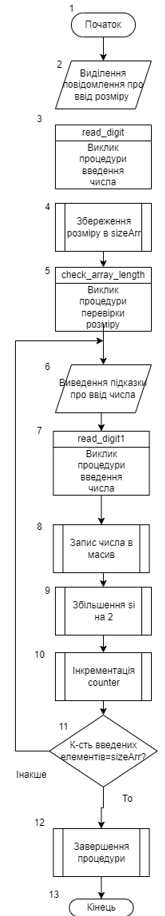 1
Початок
2
Виділення
повідомлення про
ввід розміру
3
read_digit
Виклик
процедури
введення
числа
4
Збереження
розміру в sizeArr
5
check_array_length
Виклик
процедури
перевірки
розміру
6
Виведення підказки
про ввід числа
7
read_digit1
Виклик
процедури
введення
числа
8
Запис числа в
масив
9
Збільшення si
на 2
10
Інкрементація
counter
11
К-сть введених
елементів=sizeArr?
Інакше
То
12
Завершення
процедури
13
Кінець